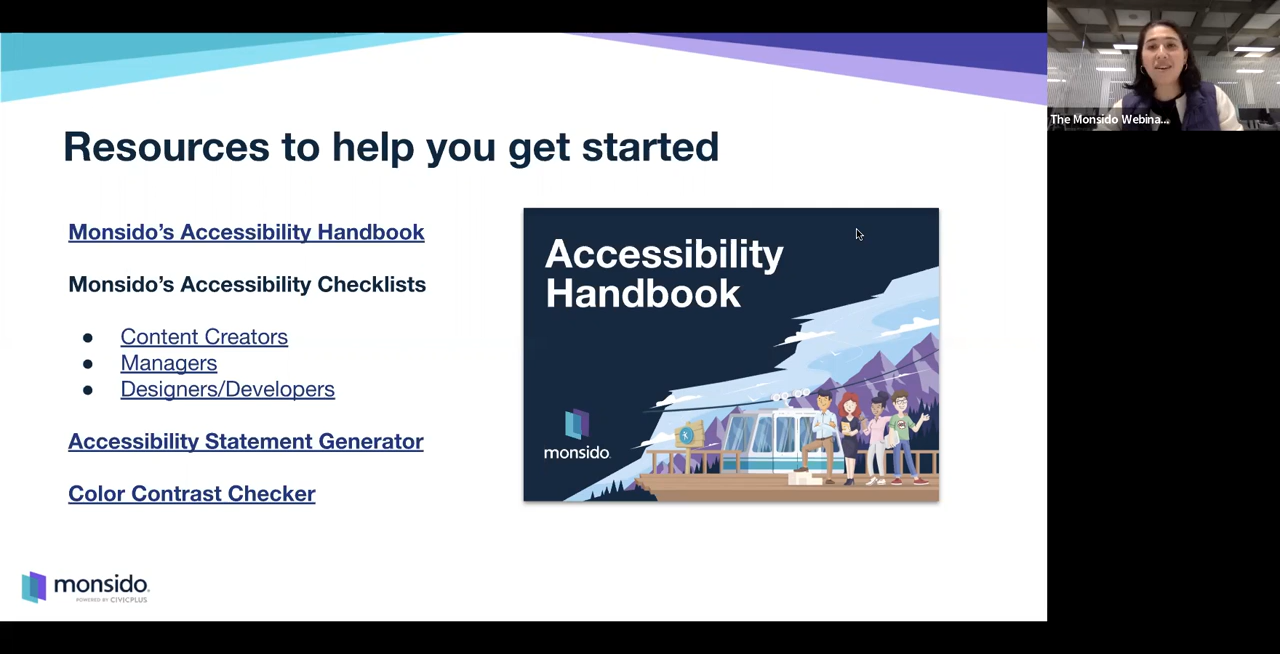 Resources to help you get started
Monsido’s Accessibility Handbook
Monsido’s Accessibility Checklists
● Content Creators
● Managers
● Designers/Developers
Accessibility Statement Generator
Color Contrast Checker
Accessibility
Handbook
monsido
monsido
POWERED BY CIVICPLUS
The Monsido Webina...